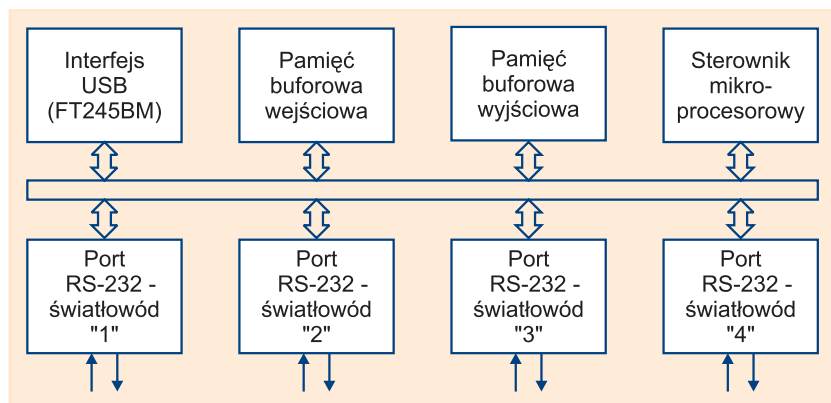 Interfejs
USB
(FT245BM)
Pamięć
buforowa
wejściowa
Pamięć
buforowa
wyjściowa
Sterownik
mikro-
procesorowy
Port
RS-232 -
światłowód
"1"
Port
RS-232 -
światłowód
"2"
Port
RS-232 -
światłowód
"3"
Port
RS-232 -
światłowód
"4"